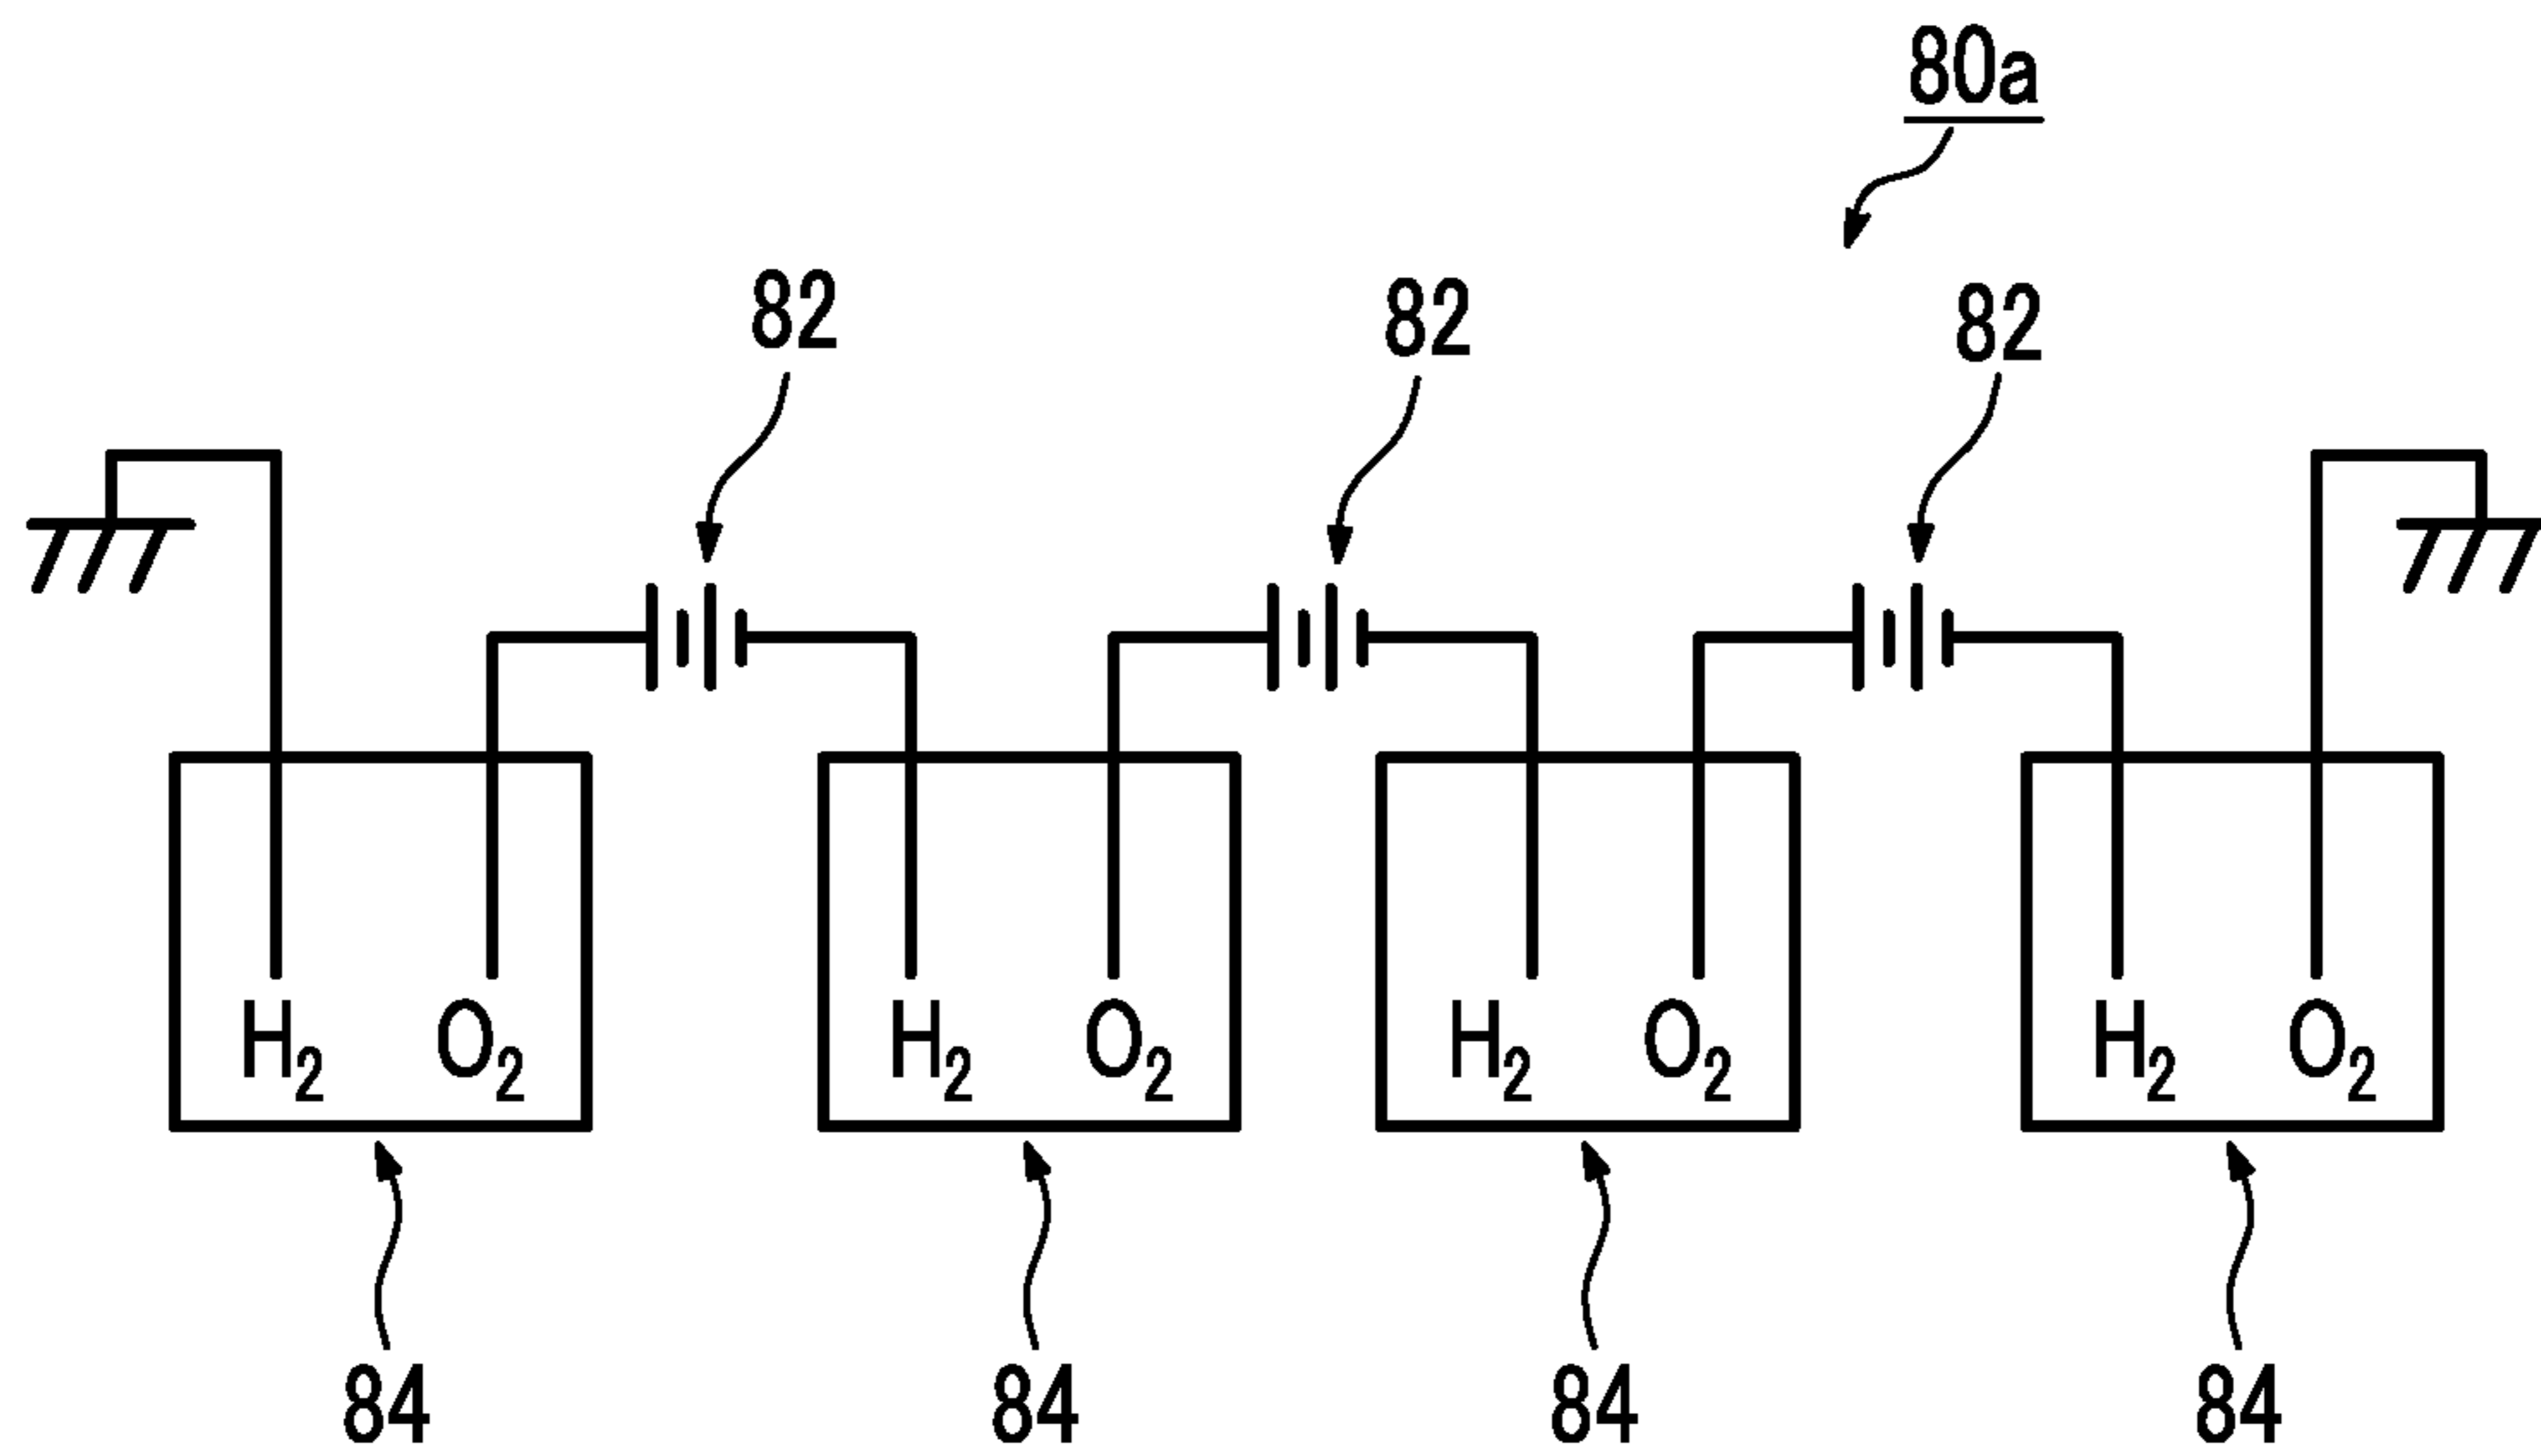 80a
82 82 82
H₂ O₂ H₂ O₂ H₂ O₂ H₂ O₂
84 84 84 84